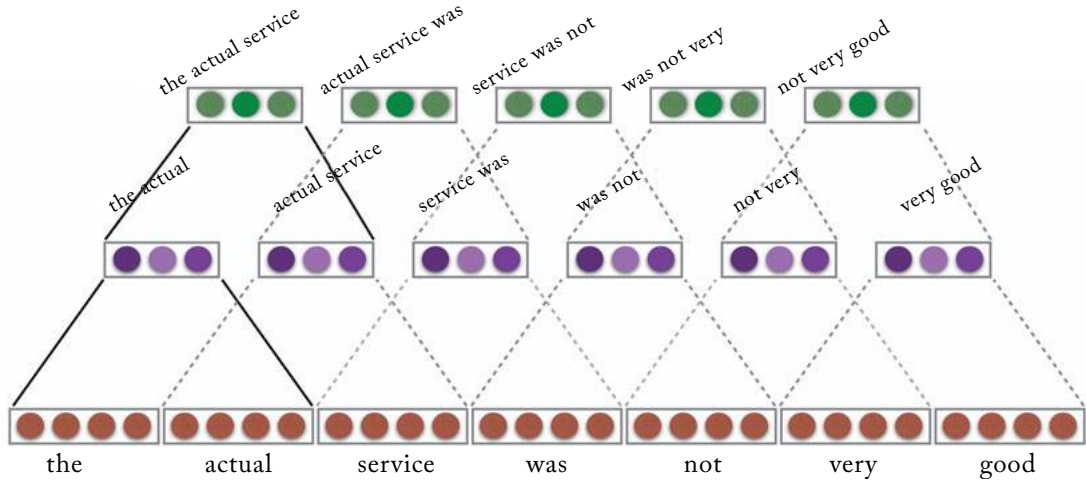 the actual service
actual service was
service was not
was not very
not very good
the actual
actual service
service was
was not
not very
very good
the actual service was not very good